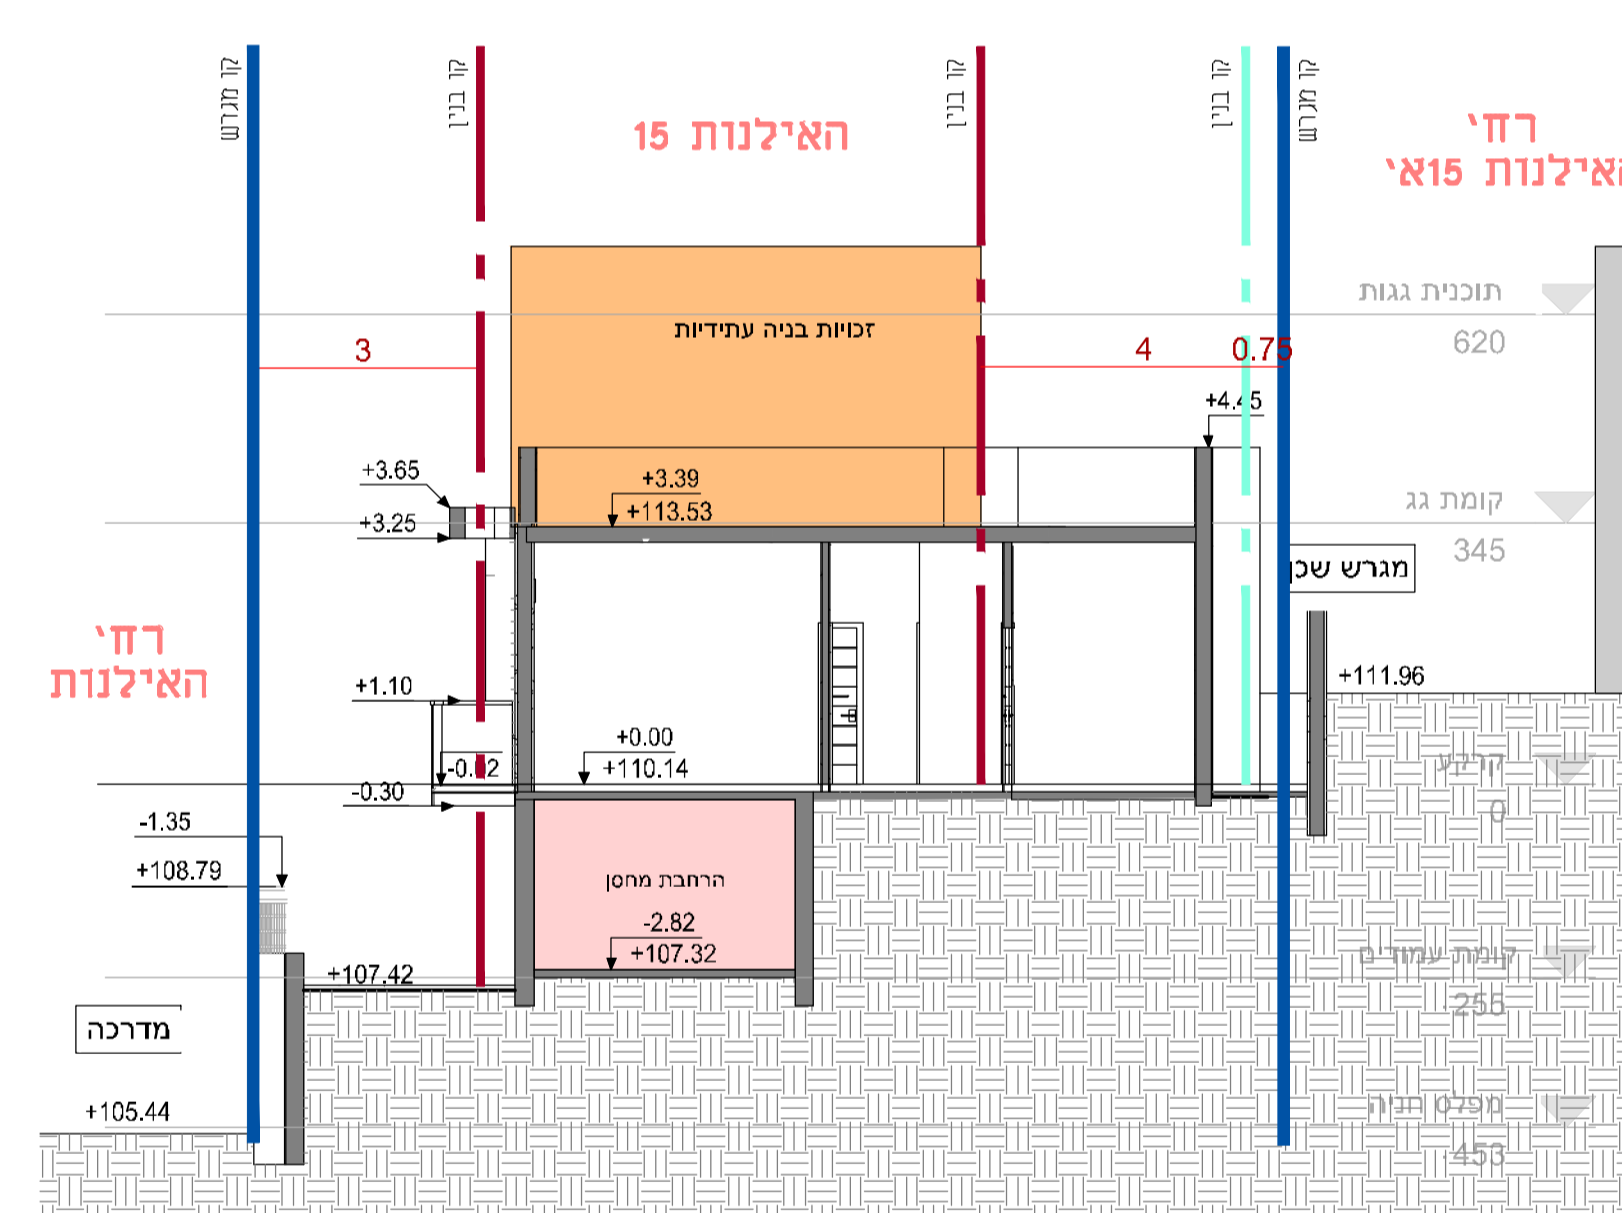 קו מגרש
קו בנין
קו בנין
קו בנין
קו מגרש
האילנות 15
רח'
האילנות 15א'
תוכנית גגות
620
זכויות בניה עתידיות
3
4
0.75
+4.45
+3.65
+3.25
+3.39
+113.53
קומת גג
345
מגרש שכן
רח'
האילנות
+1.10
+111.96
+0.00
+110.14
-0.30
קרקע
0
-1.35
+108.79
הרחבת מחסן
-2.82
+107.32
+107.42
קומת עמודים
-255
מדרכה
+105.44
מפלס חניה
-453